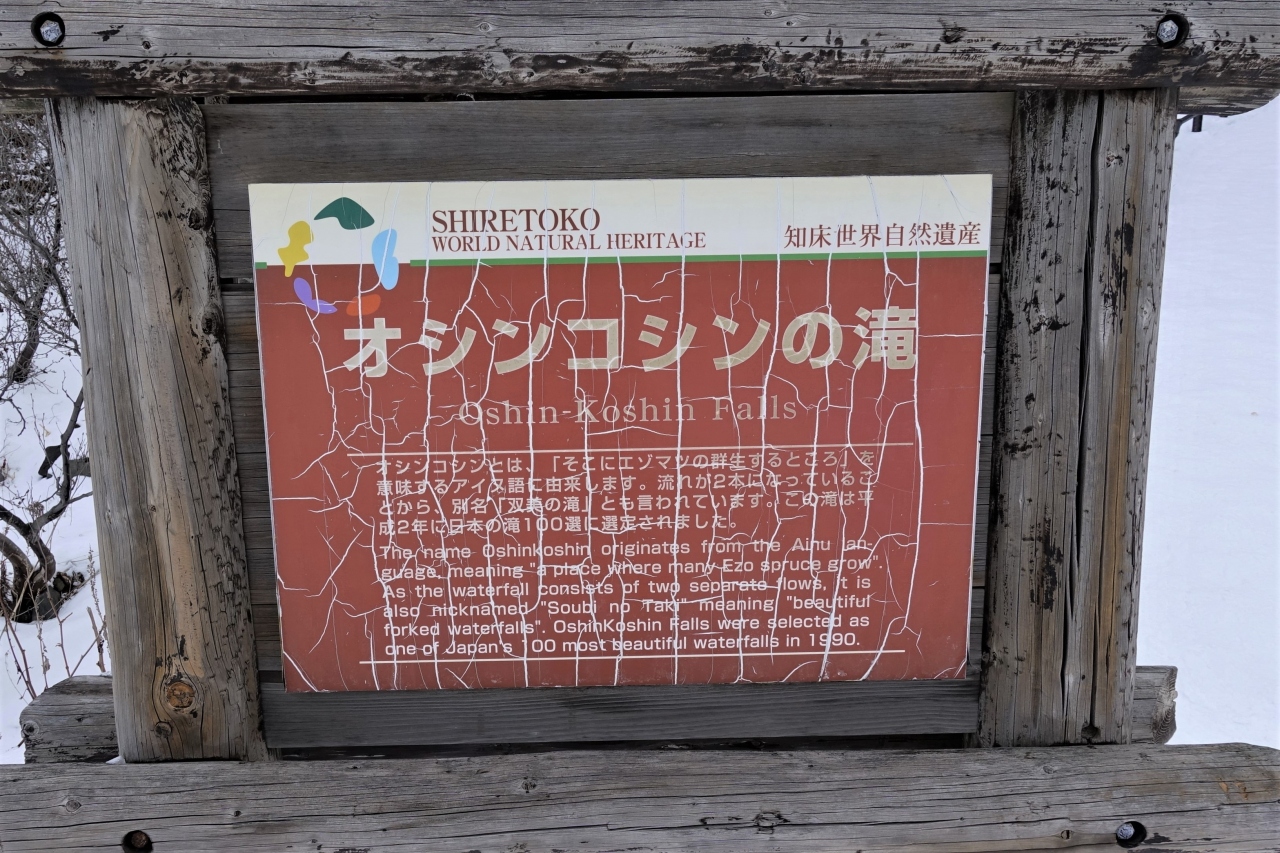 SHIRETOKO
WORLD NATURAL HERITAGE
知床世界自然遺産
オシンコシンの滝
Oshin-Koshin Falls
オシンコシンとは、「そこにエゾマツの群生するところ」を
意味するアイヌ語に由来します。流れが2本になっているこ
とから、別名「双美の滝」とも言われています。この滝は平
成2年に日本の滝100選に選定されました。
The name Oshinkoshin originates from the Ainu lan-
guage, meaning "a place where many Ezo spruce grow".
As the waterfall consists of two separate flows, it is
also nicknamed "Soubi no Taki" meaning "beautiful
forked waterfalls". OshinKoshin Falls were selected as
one of Japan's 100 most beautiful waterfalls in 1990.